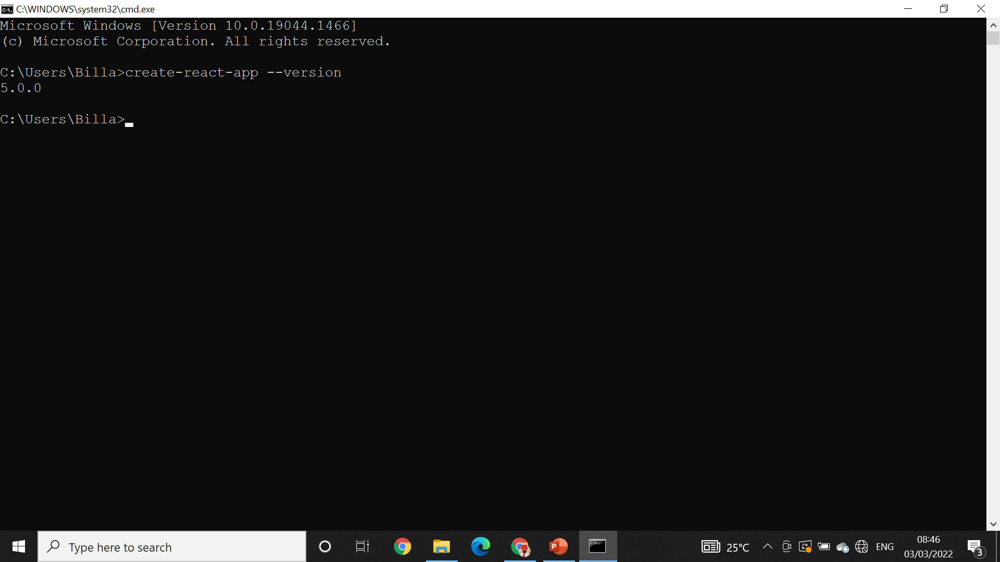 C:\WINDOWS\system32\cmd.exe
Microsoft Windows [Version 10.0.19044.1466]
(c) Microsoft Corporation. All rights reserved.
C:\Users\Billa>create-react-app --version
5.0.0
C:\Users\Billa>
Type here to search
25°C
ENG
08:46
03/03/2022
3